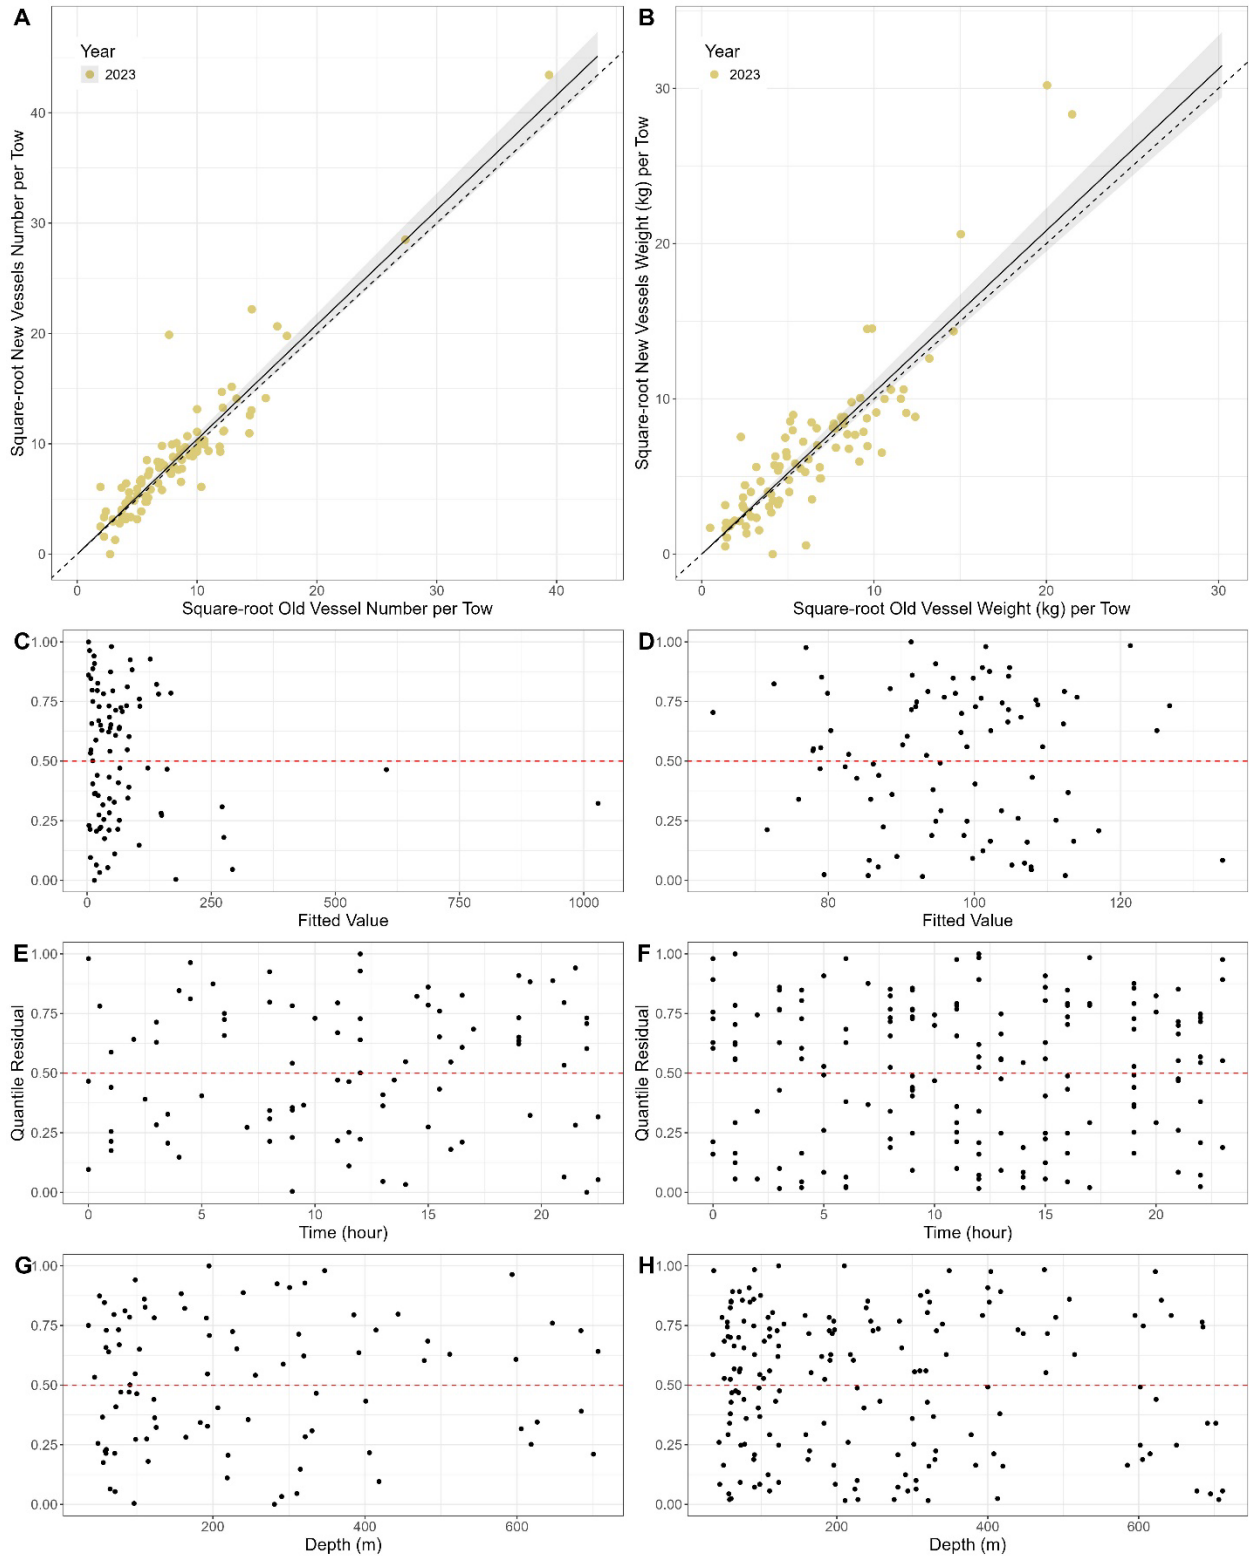 A
Year
2023
Square-root New Vessels Number per Tow
40
30
20
10
0
0 10 20 30 40
Square-root Old Vessel Number per Tow
B
Year
2023
Square-root New Vessels Weight (kg) per Tow
30
20
10
0
0 10 20 30
Square-root Old Vessel Weight (kg) per Tow
C
1.00
0.75
0.50
0.25
0.00
0 250 500 750 1000
Fitted Value
D
1.00
0.75
0.50
0.25
0.00
80 100 120
Fitted Value
E
Quantile Residual
1.00
0.75
0.50
0.25
0.00
0 5 10 15 20
Time (hour)
F
Quantile Residual
1.00
0.75
0.50
0.25
0.00
0 5 10 15 20
Time (hour)
G
1.00
0.75
0.50
0.25
0.00
200 400 600
Depth (m)
H
1.00
0.75
0.50
0.25
0.00
200 400 600
Depth (m)